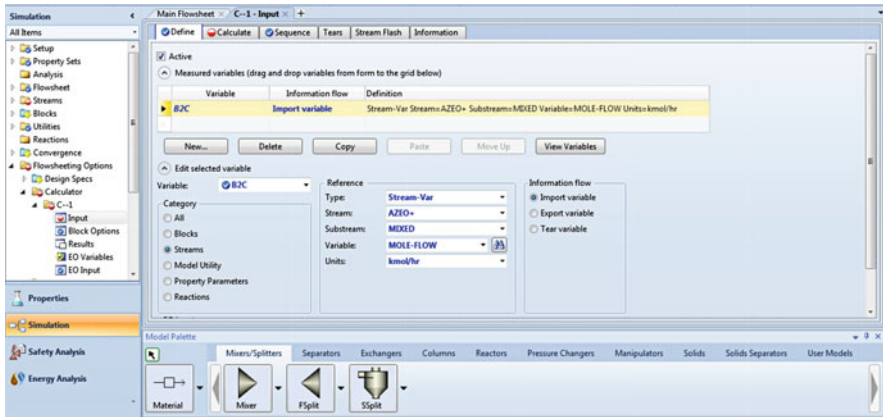 Simulation
All Items
Setup
Property Sets
Analysis
Flowsheet
Streams
Blocks
Utilities
Reactions
Convergence
Flowsheeting Options
Design Specs
Calculator
C--1
Input
Block Options
Results
EO Variables
EO Input
Properties
Simulation
Safety Analysis
Energy Analysis
Main Flowsheet × C--1 - Input × +
Define Calculate Sequence Tears Stream Flash Information
Active
Measured variables (drag and drop variables from form to the grid below)
Variable Information flow Definition
B2C Import variable Stream-Var Stream=AZEO+ Substream=MIXED Variable=MOLE-FLOW Units=kmol/hr
New... Delete Copy Paste Move Up View Variables
Edit selected variable
Variable: B2C
Category
All
Blocks
Streams
Model Utility
Property Parameters
Reactions
Reference
Type: Stream-Var
Stream: AZEO+
Substream: MIXED
Variable: MOLE-FLOW
Units: kmol/hr
Information flow
Import variable
Export variable
Tear variable
Model Palette
Mixers/Splitters Separators Exchangers Columns Reactors Pressure Changers Manipulators Solids Solids Separators User Models
Material Mixer FSplit SSplit